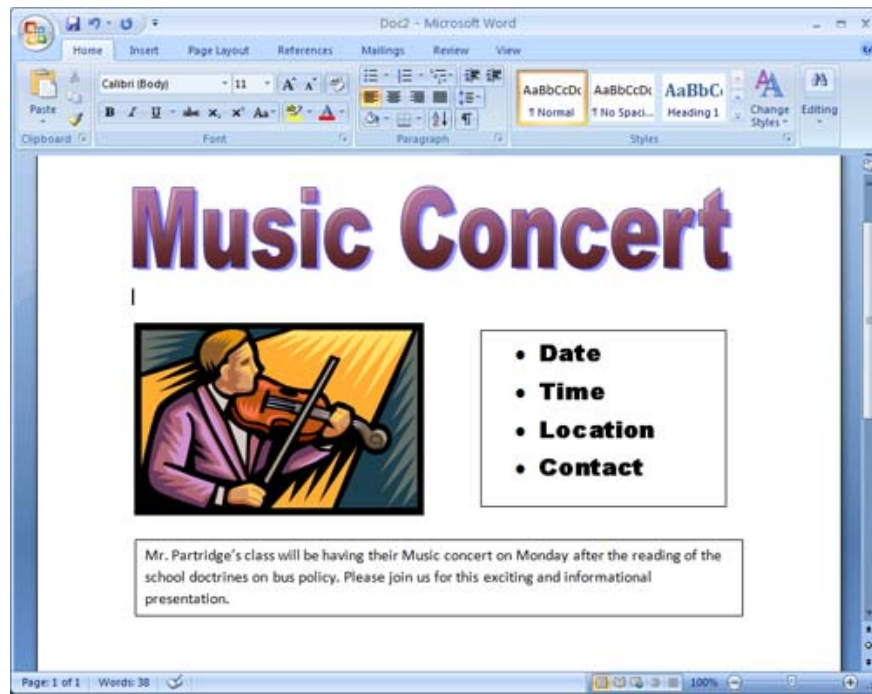 Doc2 - Microsoft Word
Home Insert Page Layout References Mailings Review View
Calibri (Body) 11
AaBbCcDc AaBbCcDc AaBbC
Paste
¶ Normal ¶ No Spaci... Heading 1 Change Styles Editing
Clipboard Font Paragraph Styles
Music Concert
• Date
• Time
• Location
• Contact
Mr. Partridge's class will be having their Music concert on Monday after the reading of the
school doctrines on bus policy. Please join us for this exciting and informational
presentation.
Page: 1 of 1 Words: 38 100%